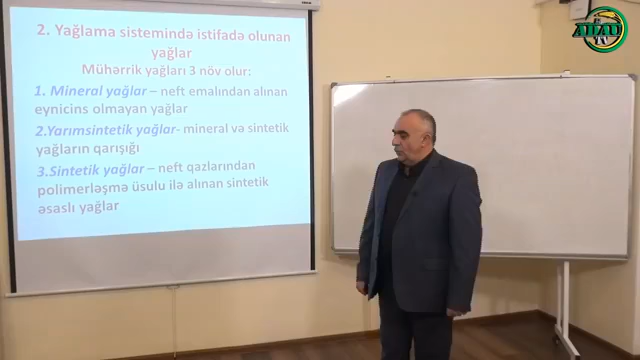 2. Yağlama sistemində istifadə olunan
yağlar
Mühərrik yağları 3 növ olur:
1. Mineral yağlar – neft emalından alınan
eynicins olmayan yağlar
2.Yarımsintetik yağlar- mineral və sintetik
yağların qarışığı
3.Sintetik yağlar – neft qazlarından
polimerləşmə üsulu ilə alınan sintetik
əsaslı yağlar
ADAU
TV